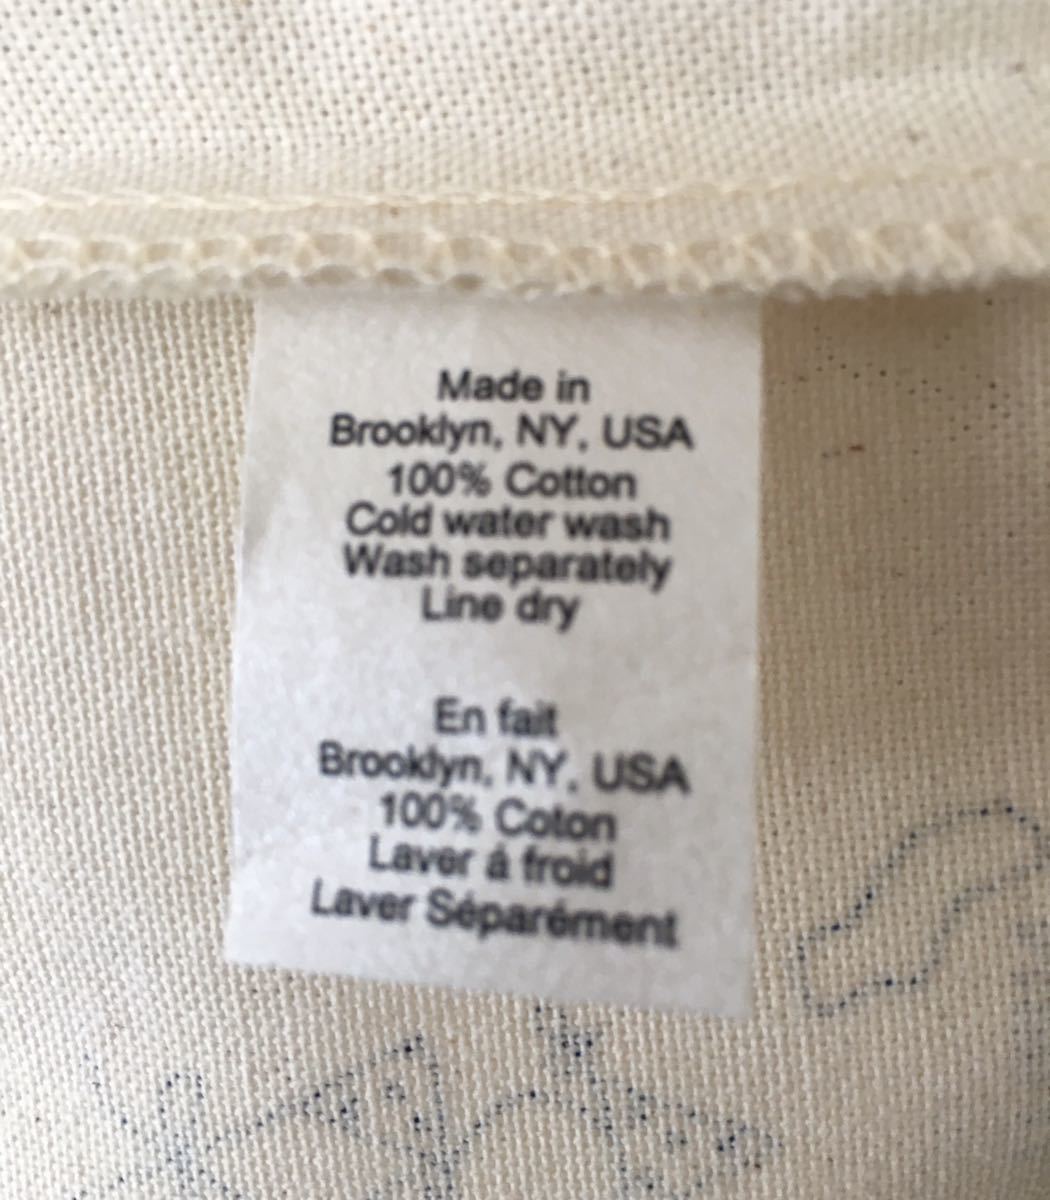 Made in
Brooklyn, NY, USA
100% Cotton
Cold water wash
Wash separately
Line dry
En fait
Brooklyn, NY, USA
100% Coton
Laver á froid
Laver Séparément